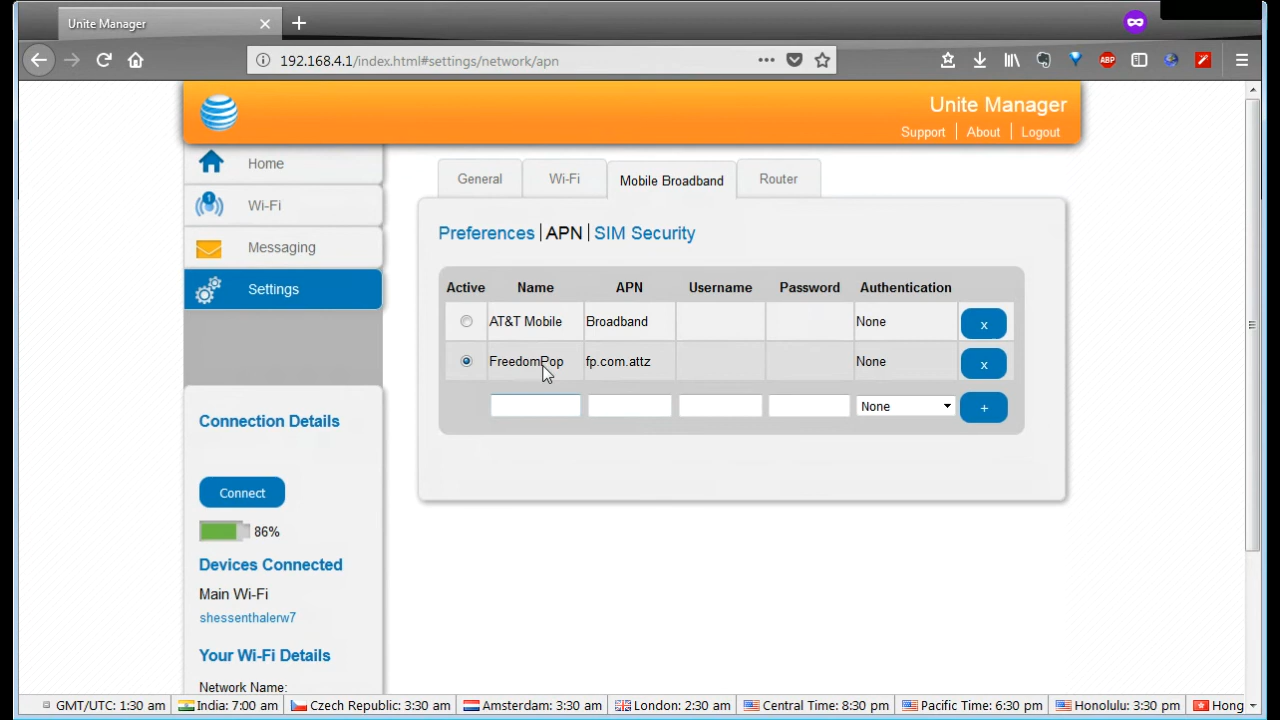 Unite Manager
192.168.4.1/index.html#settings/network/apn
ABP
Unite Manager
Support About Logout
Home
1
Wi-Fi
Messaging
Settings
General Wi-Fi Mobile Broadband Router
Preferences APN SIM Security
Active Name APN Username Password Authentication
AT&T Mobile Broadband None x
FreedomPop fp.com.attz None x
None +
Connection Details
Connect
86%
Devices Connected
Main Wi-Fi
shessenthalerw7
Your Wi-Fi Details
Network Name:
GMT/UTC: 1:30 am India: 7:00 am Czech Republic: 3:30 am Amsterdam: 3:30 am London: 2:30 am Central Time: 8:30 pm Pacific Time: 6:30 pm Honolulu: 3:30 pm Hong